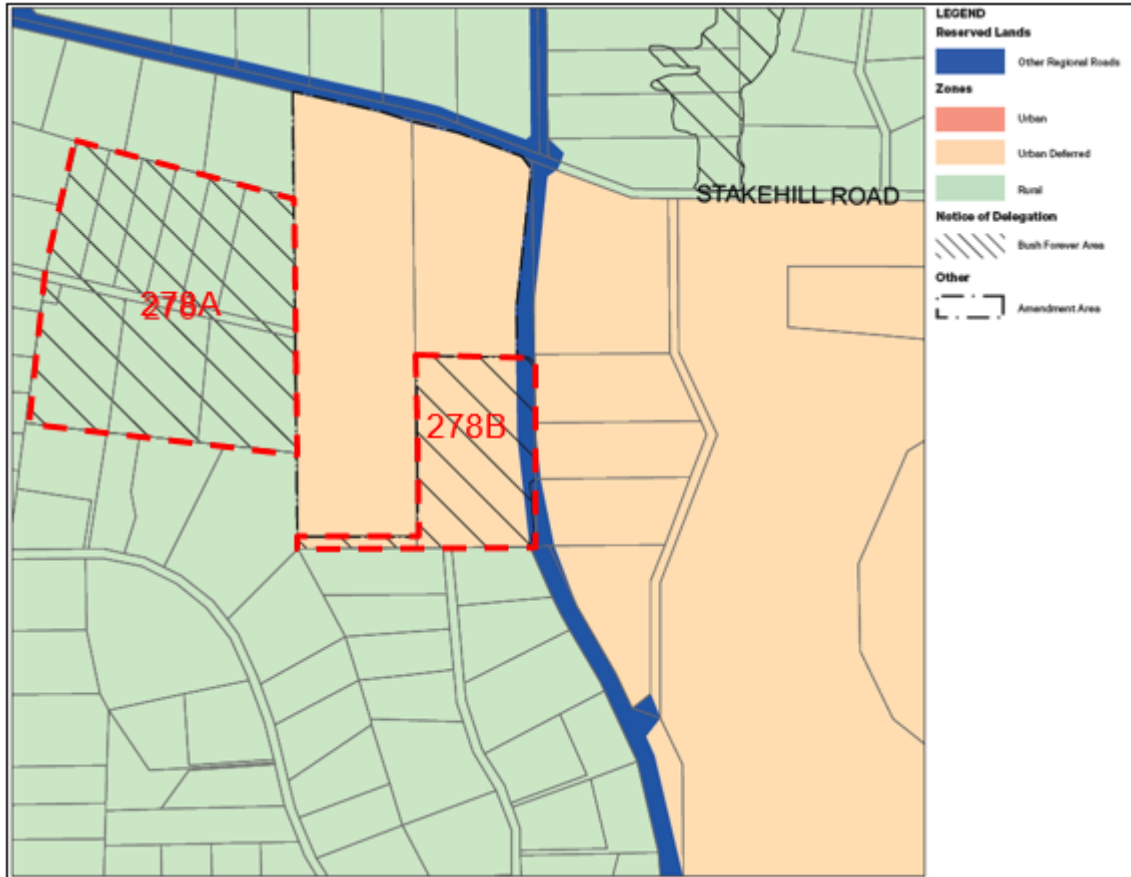 STAKEHILL ROAD
278A
278B
LEGEND
Reserved Lands
Other Regional Roads
Zones
Urban
Urban Deferred
Rural
Notice of Delegation
Bush Forever Area
Other
Amendment Area